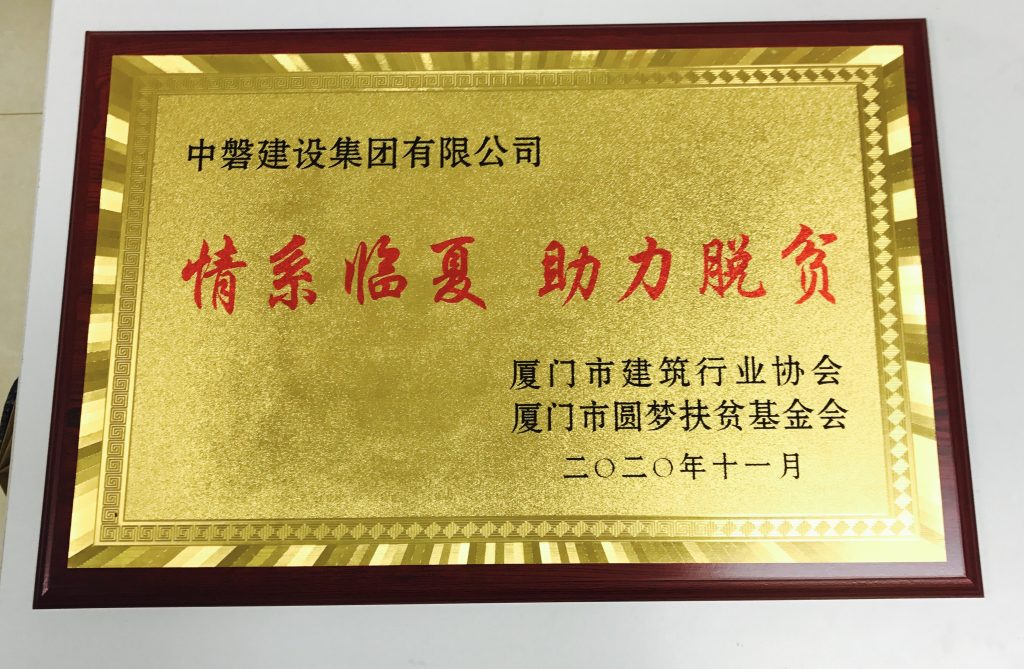 中磐建设集团有限公司
情系临夏 助力脱贫
厦门市建筑行业协会
厦门市圆梦扶贫基金会
二〇二〇年十一月